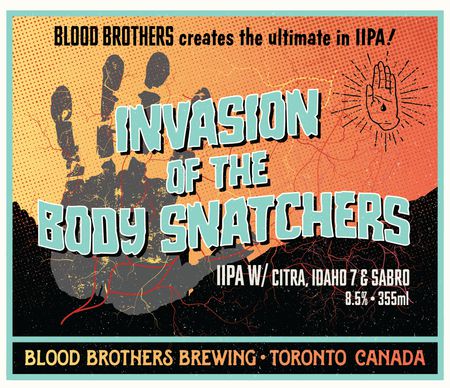 BLOOD BROTHERS creates the ultimate in IIPA!
INVASION
OF THE
BODY SNATCHERS
IIPA W/ CITRA, IDAHO 7 & SABRO
8.5% • 355ml
BLOOD BROTHERS BREWING • TORONTO CANADA